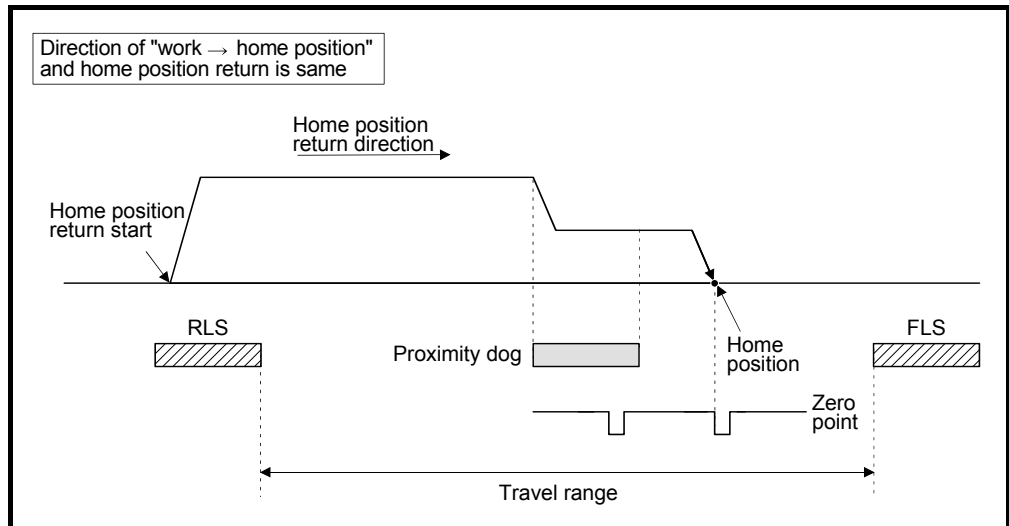 Direction of "work → home position"
and home position return is same
Home position
return direction
Home position
return start
RLS
FLS
Proximity dog
Home
position
Zero
point
Travel range